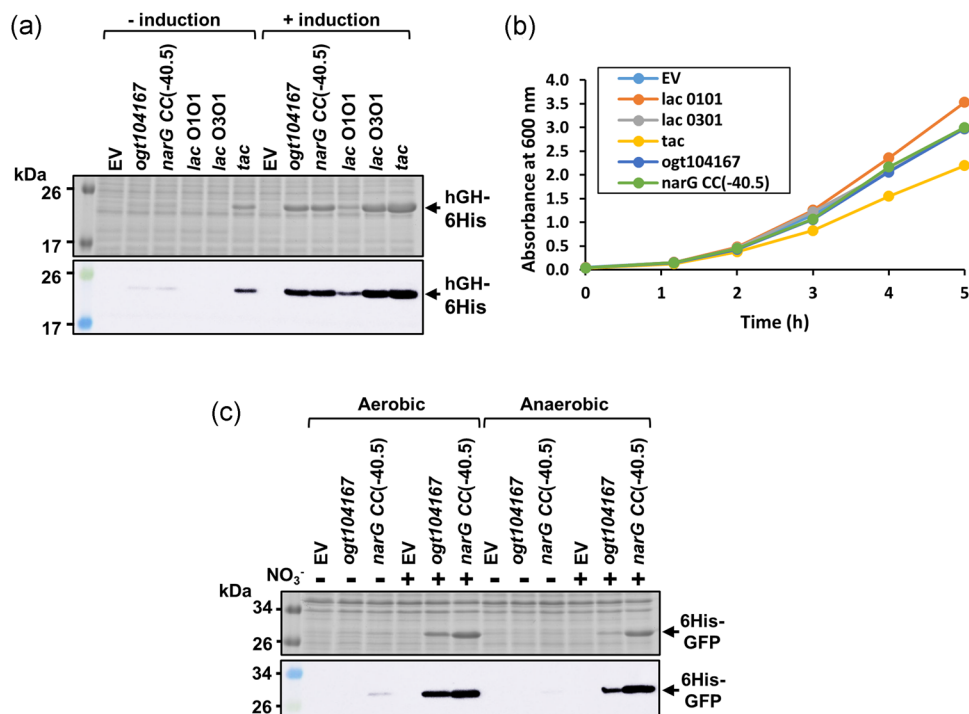 (a)
- induction
+ induction
EV
ogt104167
narG CC(-40.5)
lac O1O1
lac O3O1
tac
EV
ogt104167
narG CC(-40.5)
lac O1O1
lac O3O1
tac
kDa
26
17
hGH-
6His
26
17
hGH-
6His
(b)
Absorbance at 600 nm
4.0
3.5
3.0
2.5
2.0
1.5
1.0
0.5
0.0
EV
lac 0101
lac 0301
tac
ogt104167
narG CC(-40.5)
0 1 2 3 4 5
Time (h)
(c)
Aerobic
Anaerobic
EV
ogt104167
narG CC(-40.5)
EV
ogt104167
narG CC(-40.5)
EV
ogt104167
narG CC(-40.5)
EV
ogt104167
narG CC(-40.5)
NO₃⁻ - - - + + + - - - + + +
kDa
34
26
6His-
GFP
34
26
6His-
GFP